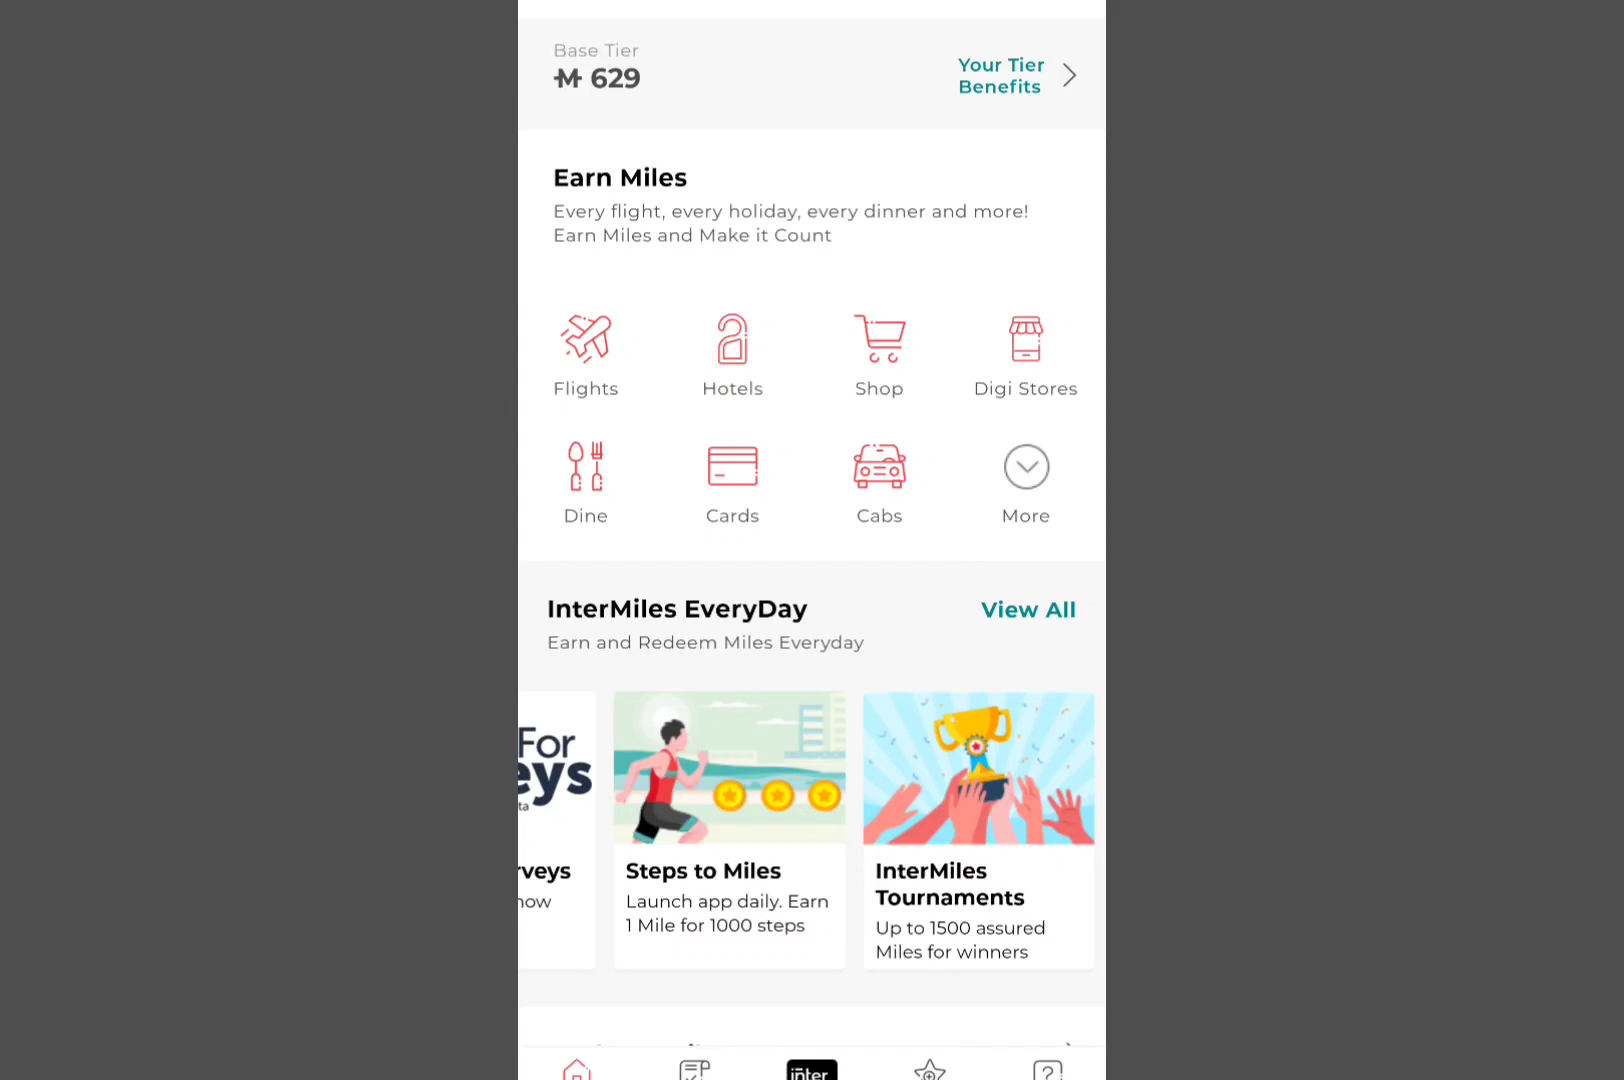 Base Tier
M 629
Your Tier
Benefits
Earn Miles
Every flight, every holiday, every dinner and more!
Earn Miles and Make it Count
Flights
Hotels
Shop
Digi Stores
Dine
Cards
Cabs
More
InterMiles EveryDay
View All
Earn and Redeem Miles Everyday
For
eys
ta
rveys
now
Steps to Miles
Launch app daily. Earn
1 Mile for 1000 steps
InterMiles
Tournaments
Up to 1500 assured
Miles for winners
inter